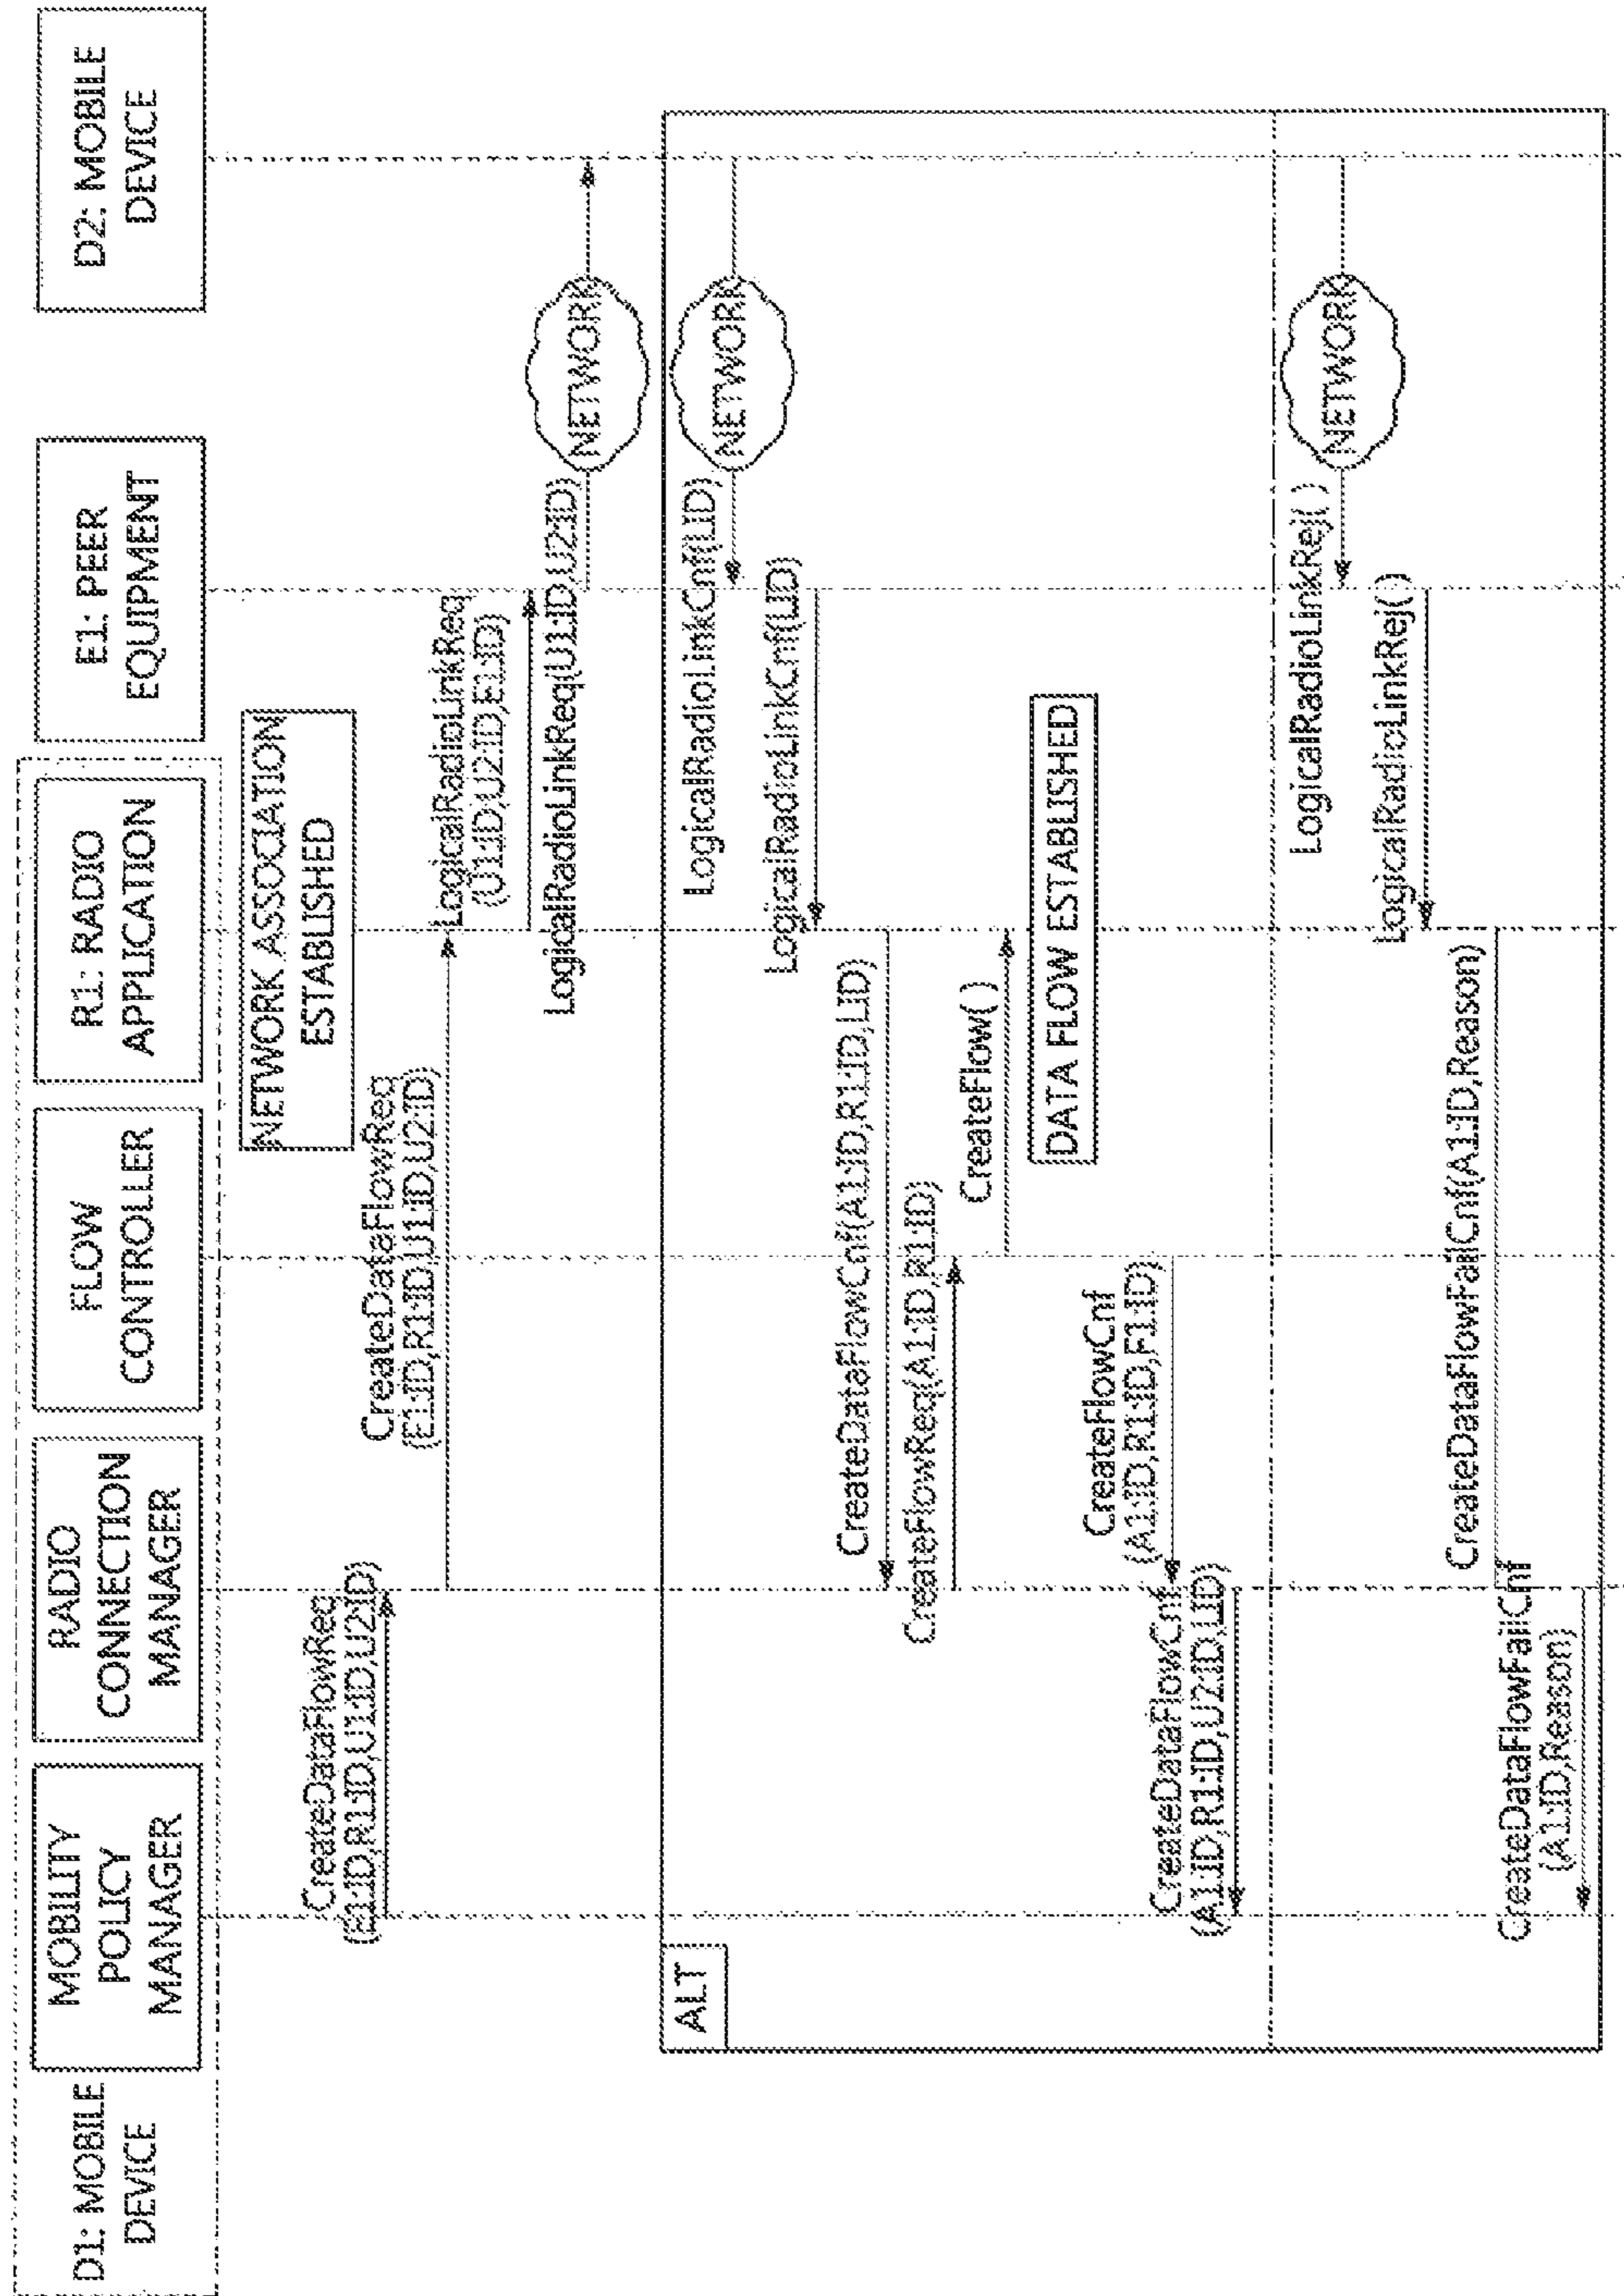 D1: MOBILE
DEVICE
MOBILITY
POLICY
MANAGER
RADIO
CONNECTION
MANAGER
FLOW
CONTROLLER
R1: RADIO
APPLICATION
E1: PEER
EQUIPMENT
D2: MOBILE
DEVICE
NETWORK ASSOCIATION
ESTABLISHED
CreateDataFlowReq
(E1:ID,R1:ID,U1:ID,U2:ID)
CreateDataFlowReq
(E1:ID,R1:ID,U1:ID,U2:ID)
LogicalRadioLinkReq
(U1:ID,U2:ID,E1:ID)
LogicalRadioLinkReq(U1:ID,U2:ID)
NETWORK
ALT
LogicalRadioLinkCnf(LID)
NETWORK
LogicalRadioLinkCnf(LID)
CreateDataFlowCnf(A1:ID,R1:ID,LID)
CreateFlowReq(A1:ID,R1:ID)
CreateFlow( )
DATA FLOW ESTABLISHED
CreateFlowCnf
(A1:ID,R1:ID,F1:ID)
CreateDataFlowCnf
(A1:ID,R1:ID,U2:ID,LID)
LogicalRadioLinkRej( )
NETWORK
LogicalRadioLinkRej( )
CreateDataFlowFailCnf(A1:ID,Reason)
CreateDataFlowFailCnf
(A1:ID,Reason)